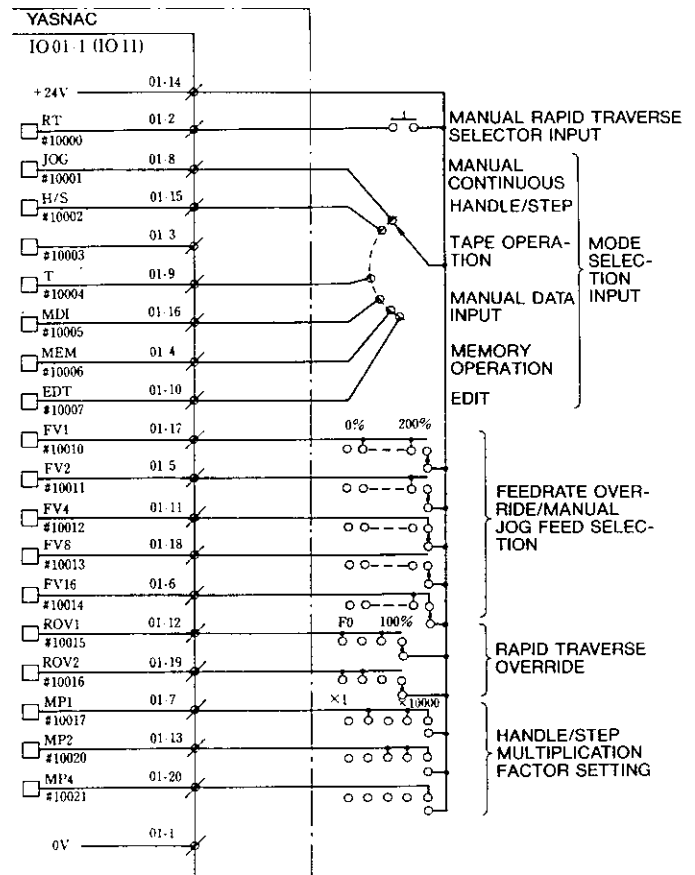 YASNAC
IO 01-1 (IO 11)
+24V 01-14
RT 01-2 MANUAL RAPID TRAVERSE
#10000 SELECTOR INPUT
JOG 01-8 MANUAL
#10001 CONTINUOUS
H/S 01-15 HANDLE/STEP
#10002
01-3 TAPE OPERA- MODE
#10003 TION SELEC-
T 01-9 TION
#10004 INPUT
MDI 01-16 MANUAL DATA
#10005 INPUT
MEM 01-4 MEMORY
#10006 OPERATION
EDT 01-10 EDIT
#10007
FV1 01-17 0% 200%
#10010
FV2 01-5
#10011 FEEDRATE OVER-
FV4 01-11 RIDE/MANUAL
#10012 JOG FEED SELEC-
FV8 01-18 TION
#10013
FV16 01-6
#10014
ROV1 01-12 F0 100%
#10015 RAPID TRAVERSE
ROV2 01-19 OVERRIDE
#10016
MP1 01-7 ×1 ×10000
#10017 HANDLE/STEP
MP2 01-13 MULTIPLICATION
#10020 FACTOR SETTING
MP4 01-20
#10021
0V 01-1